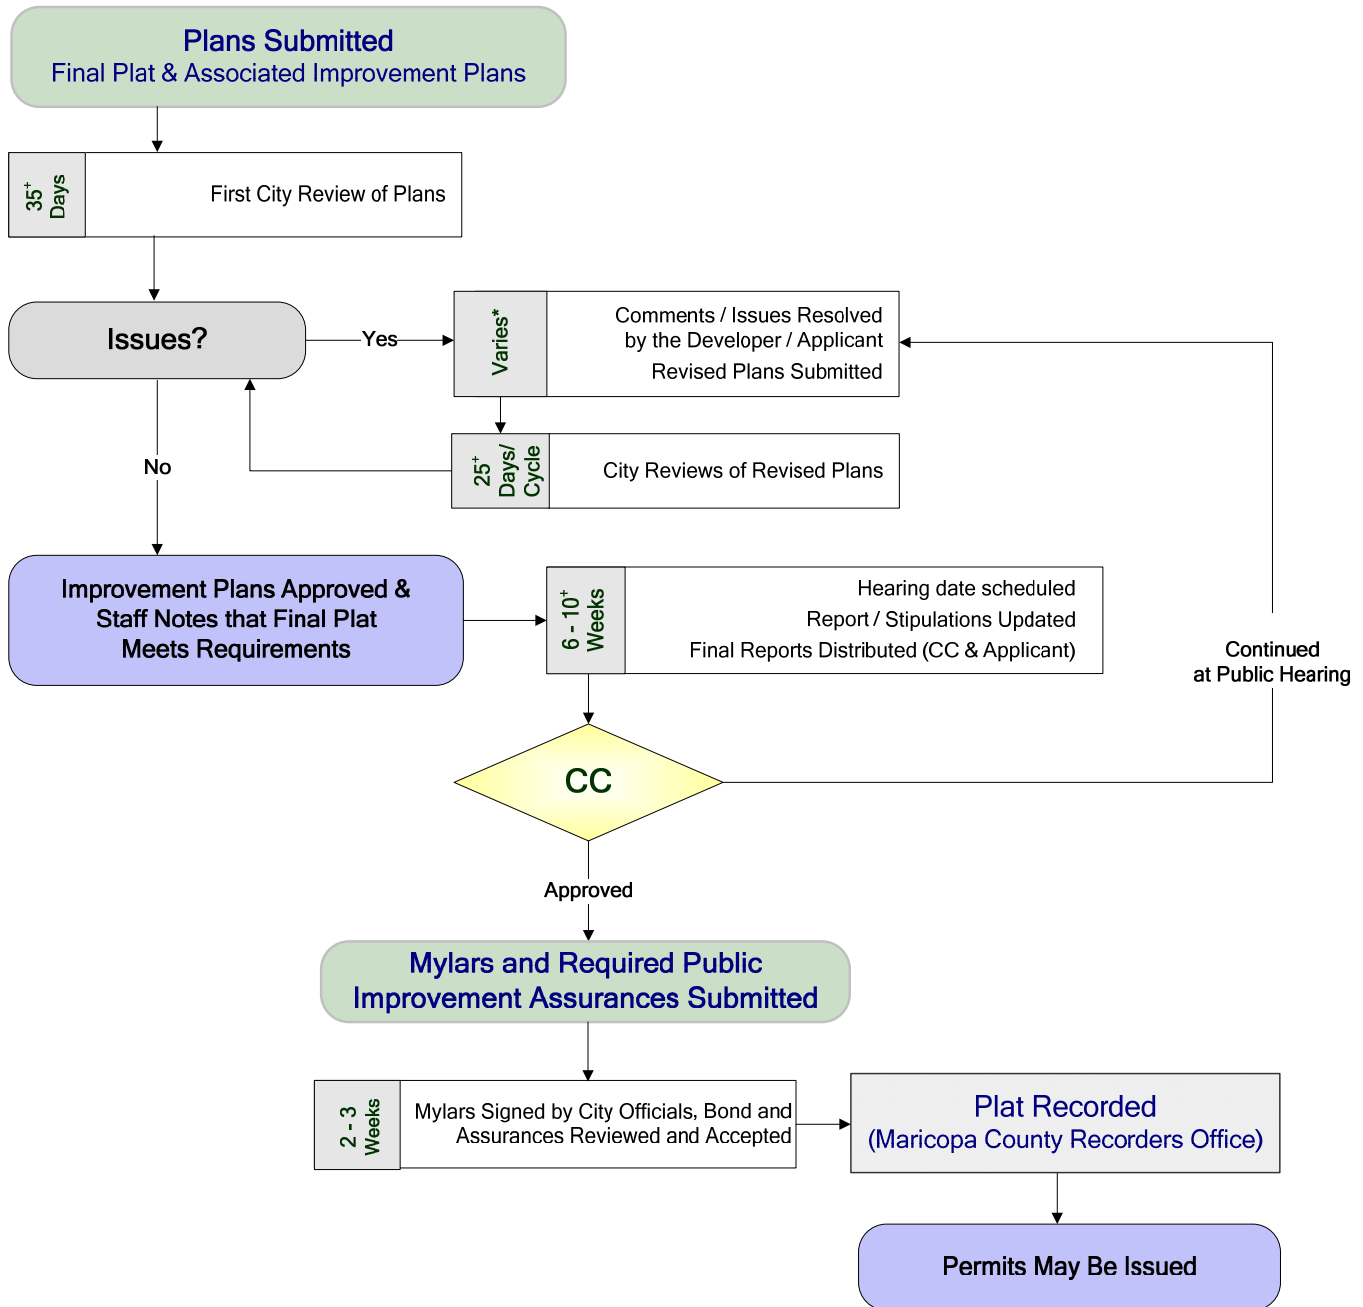 Plans Submitted
Final Plat & Associated Improvement Plans
35+
Days
First City Review of Plans
Issues?
Yes
Varies*
Comments / Issues Resolved
by the Developer / Applicant
Revised Plans Submitted
25+
Days/
Cycle
City Reviews of Revised Plans
No
Improvement Plans Approved &
Staff Notes that Final Plat
Meets Requirements
6 - 10+
Weeks
Hearing date scheduled
Report / Stipulations Updated
Final Reports Distributed (CC & Applicant)
Continued
at Public Hearing
CC
Approved
Mylars and Required Public
Improvement Assurances Submitted
2 - 3
Weeks
Mylars Signed by City Officials, Bond and
Assurances Reviewed and Accepted
Plat Recorded
(Maricopa County Recorders Office)
Permits May Be Issued